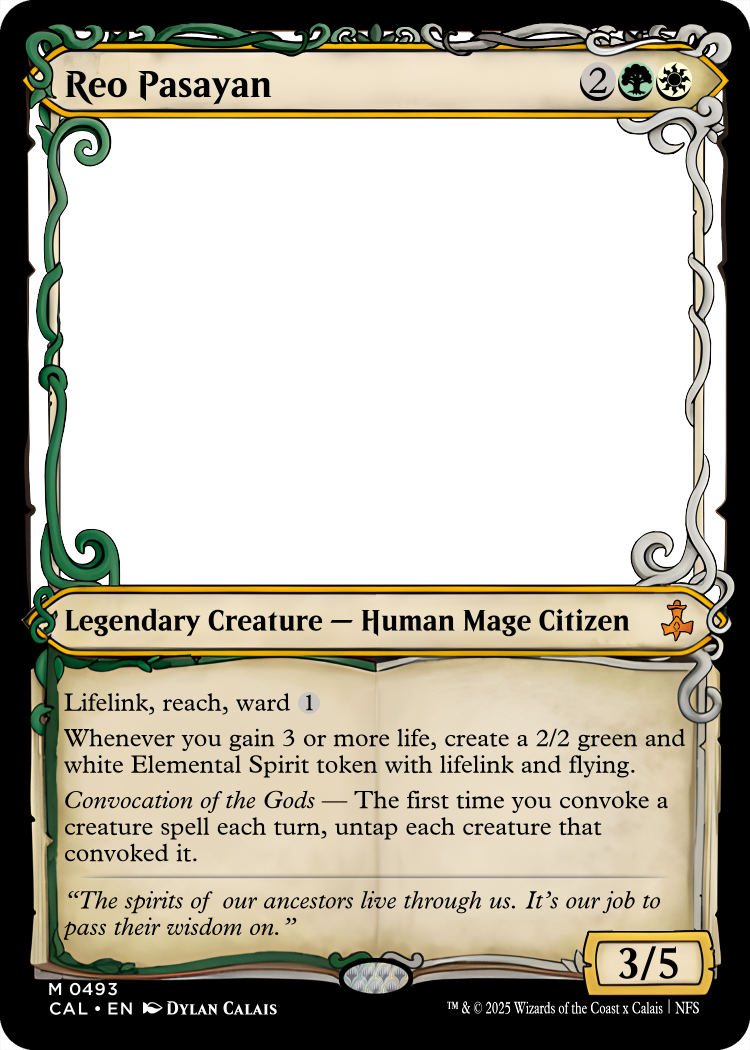 Reo Pasayan 2
Legendary Creature — Human Mage Citizen
Lifelink, reach, ward 1
Whenever you gain 3 or more life, create a 2/2 green and
white Elemental Spirit token with lifelink and flying.
Convocation of the Gods — The first time you convoke a
creature spell each turn, untap each creature that
convoked it.
“The spirits of our ancestors live through us. It’s our job to
pass their wisdom on.”
3/5
M 0493
CAL • EN DYLAN CALAIS
™ & © 2025 Wizards of the Coast x Calais | NFS